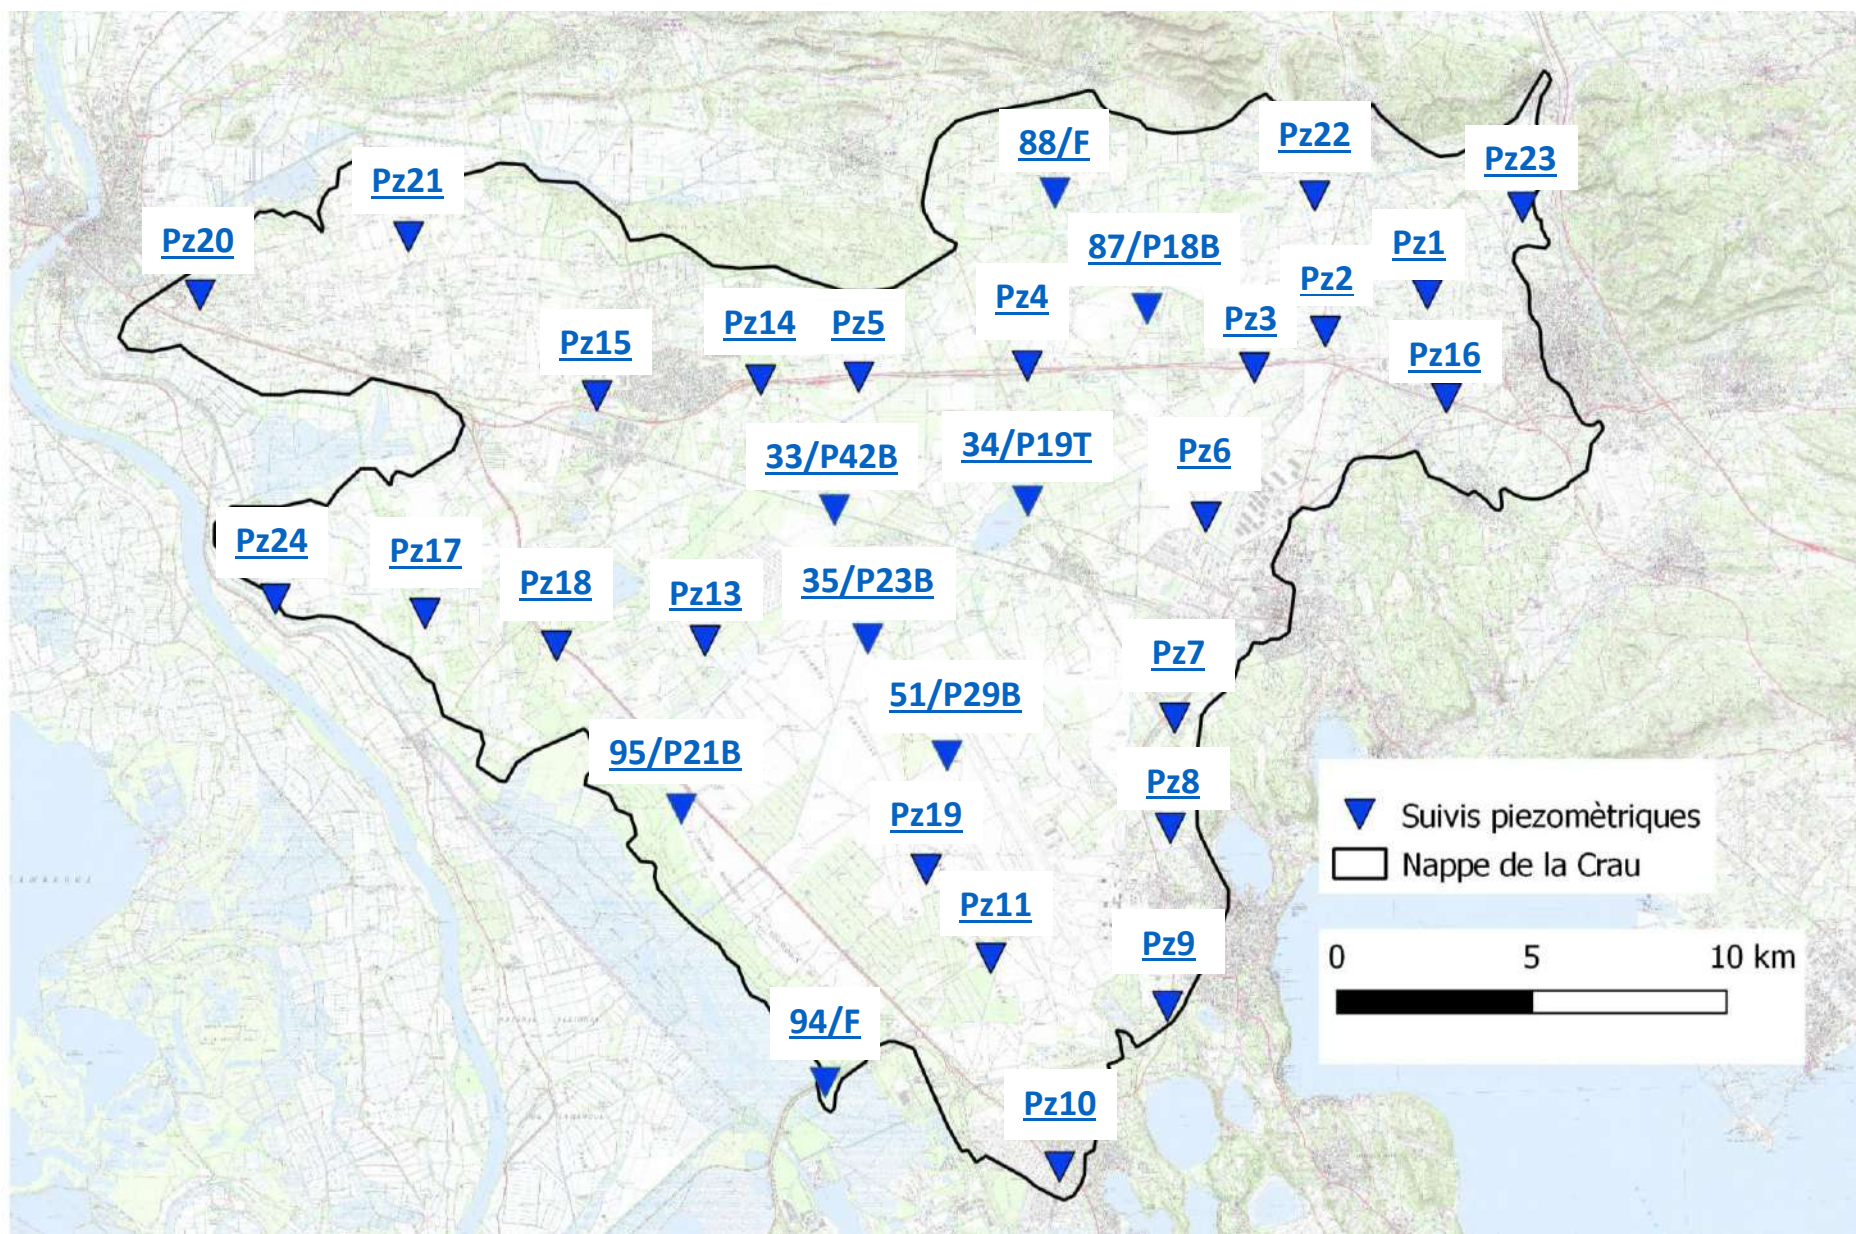 88/F
Pz22
Pz23
Pz21
Pz20
87/P18B
Pz1
Pz2
Pz4
Pz3
Pz14
Pz5
Pz15
Pz16
34/P19T
Pz6
33/P42B
Pz24
Pz17
Pz18
Pz13
35/P23B
Pz7
51/P29B
95/P21B
Pz8
Pz19
Suivis piezomètriques
Nappe de la Crau
Pz11
Pz9
0 5 10 km
94/F
Pz10